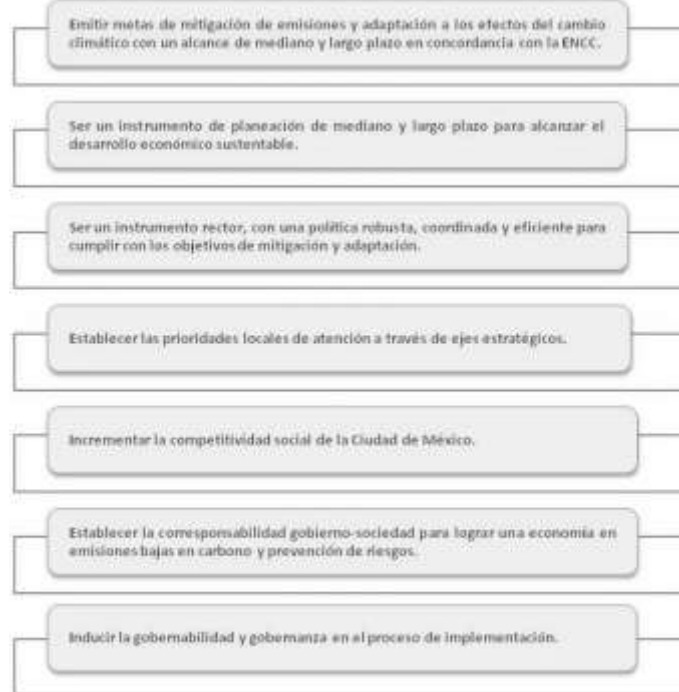 Emitir metas de mitigación de emisiones y adaptación a los efectos del cambio
climático con un alcance de mediano y largo plazo en concordancia con la ENCC.
Ser un instrumento de planeación de mediano y largo plazo para alcanzar el
desarrollo económico sustentable.
Ser un instrumento rector, con una política robusta, coordinada y eficiente para
cumplir con los objetivos de mitigación y adaptación.
Establecer las prioridades locales de atención a través de ejes estratégicos.
Incrementar la competitividad social de la Ciudad de México.
Establecer la corresponsabilidad gobierno-sociedad para lograr una economía en
emisiones bajas en carbono y prevención de riesgos.
Inducir la gobernabilidad y gobernanza en el proceso de implementación.